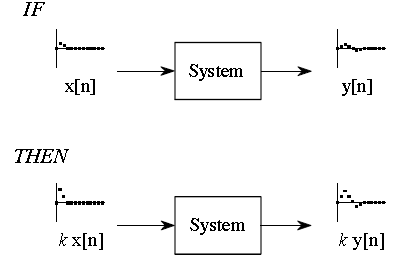 IF
System
x[n]
y[n]
THEN
System
k x[n]
k y[n]